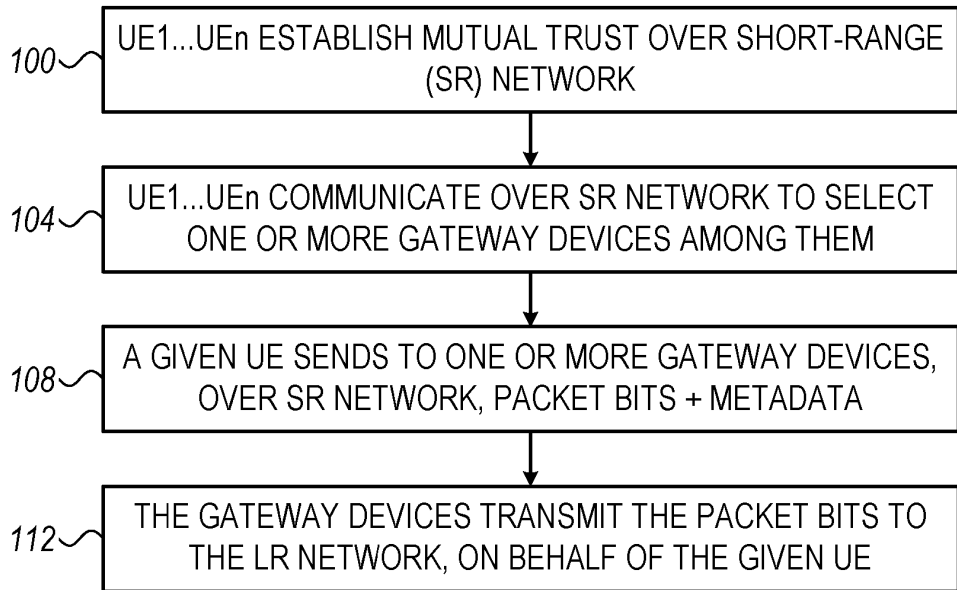 100
UE1...UEn ESTABLISH MUTUAL TRUST OVER SHORT-RANGE
(SR) NETWORK
104
UE1...UEn COMMUNICATE OVER SR NETWORK TO SELECT
ONE OR MORE GATEWAY DEVICES AMONG THEM
108
A GIVEN UE SENDS TO ONE OR MORE GATEWAY DEVICES,
OVER SR NETWORK, PACKET BITS + METADATA
112
THE GATEWAY DEVICES TRANSMIT THE PACKET BITS TO
THE LR NETWORK, ON BEHALF OF THE GIVEN UE